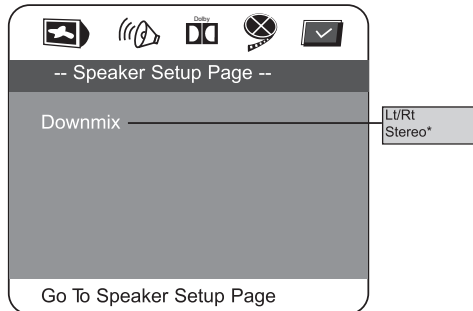 Dolby
-- Speaker Setup Page --
Downmix
Lt/Rt
Stereo*
Go To Speaker Setup Page